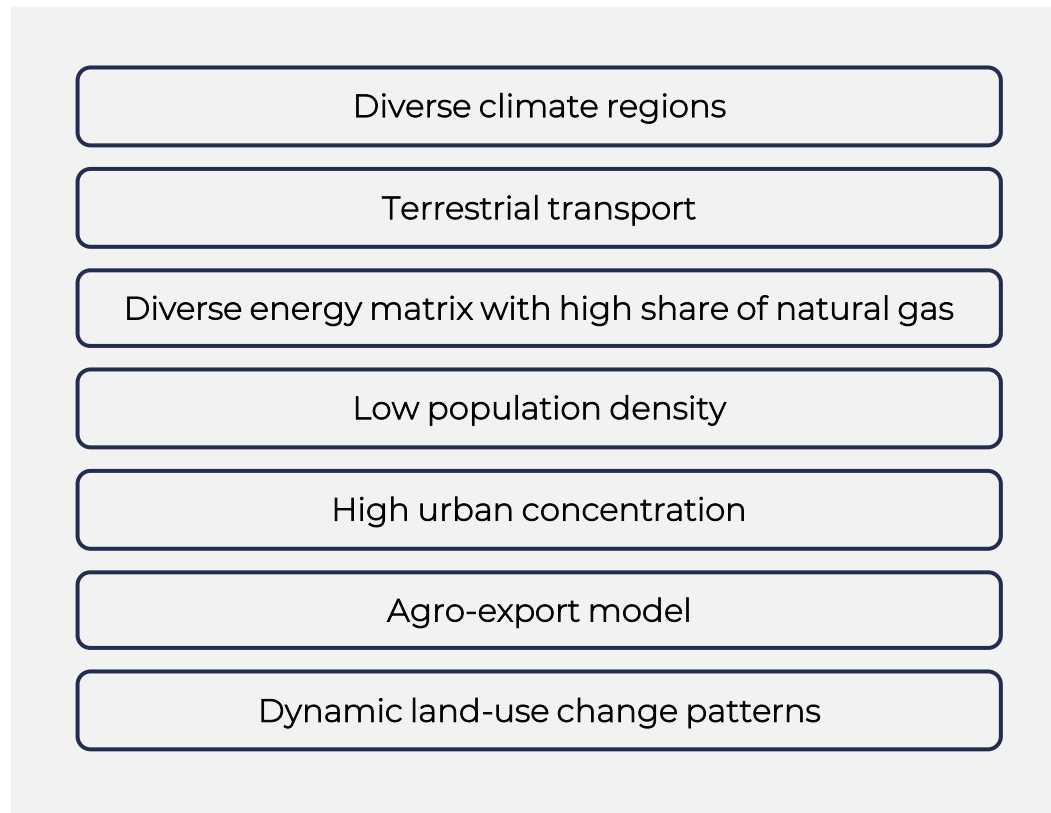 Diverse climate regions
Terrestrial transport
Diverse energy matrix with high share of natural gas
Low population density
High urban concentration
Agro-export model
Dynamic land-use change patterns